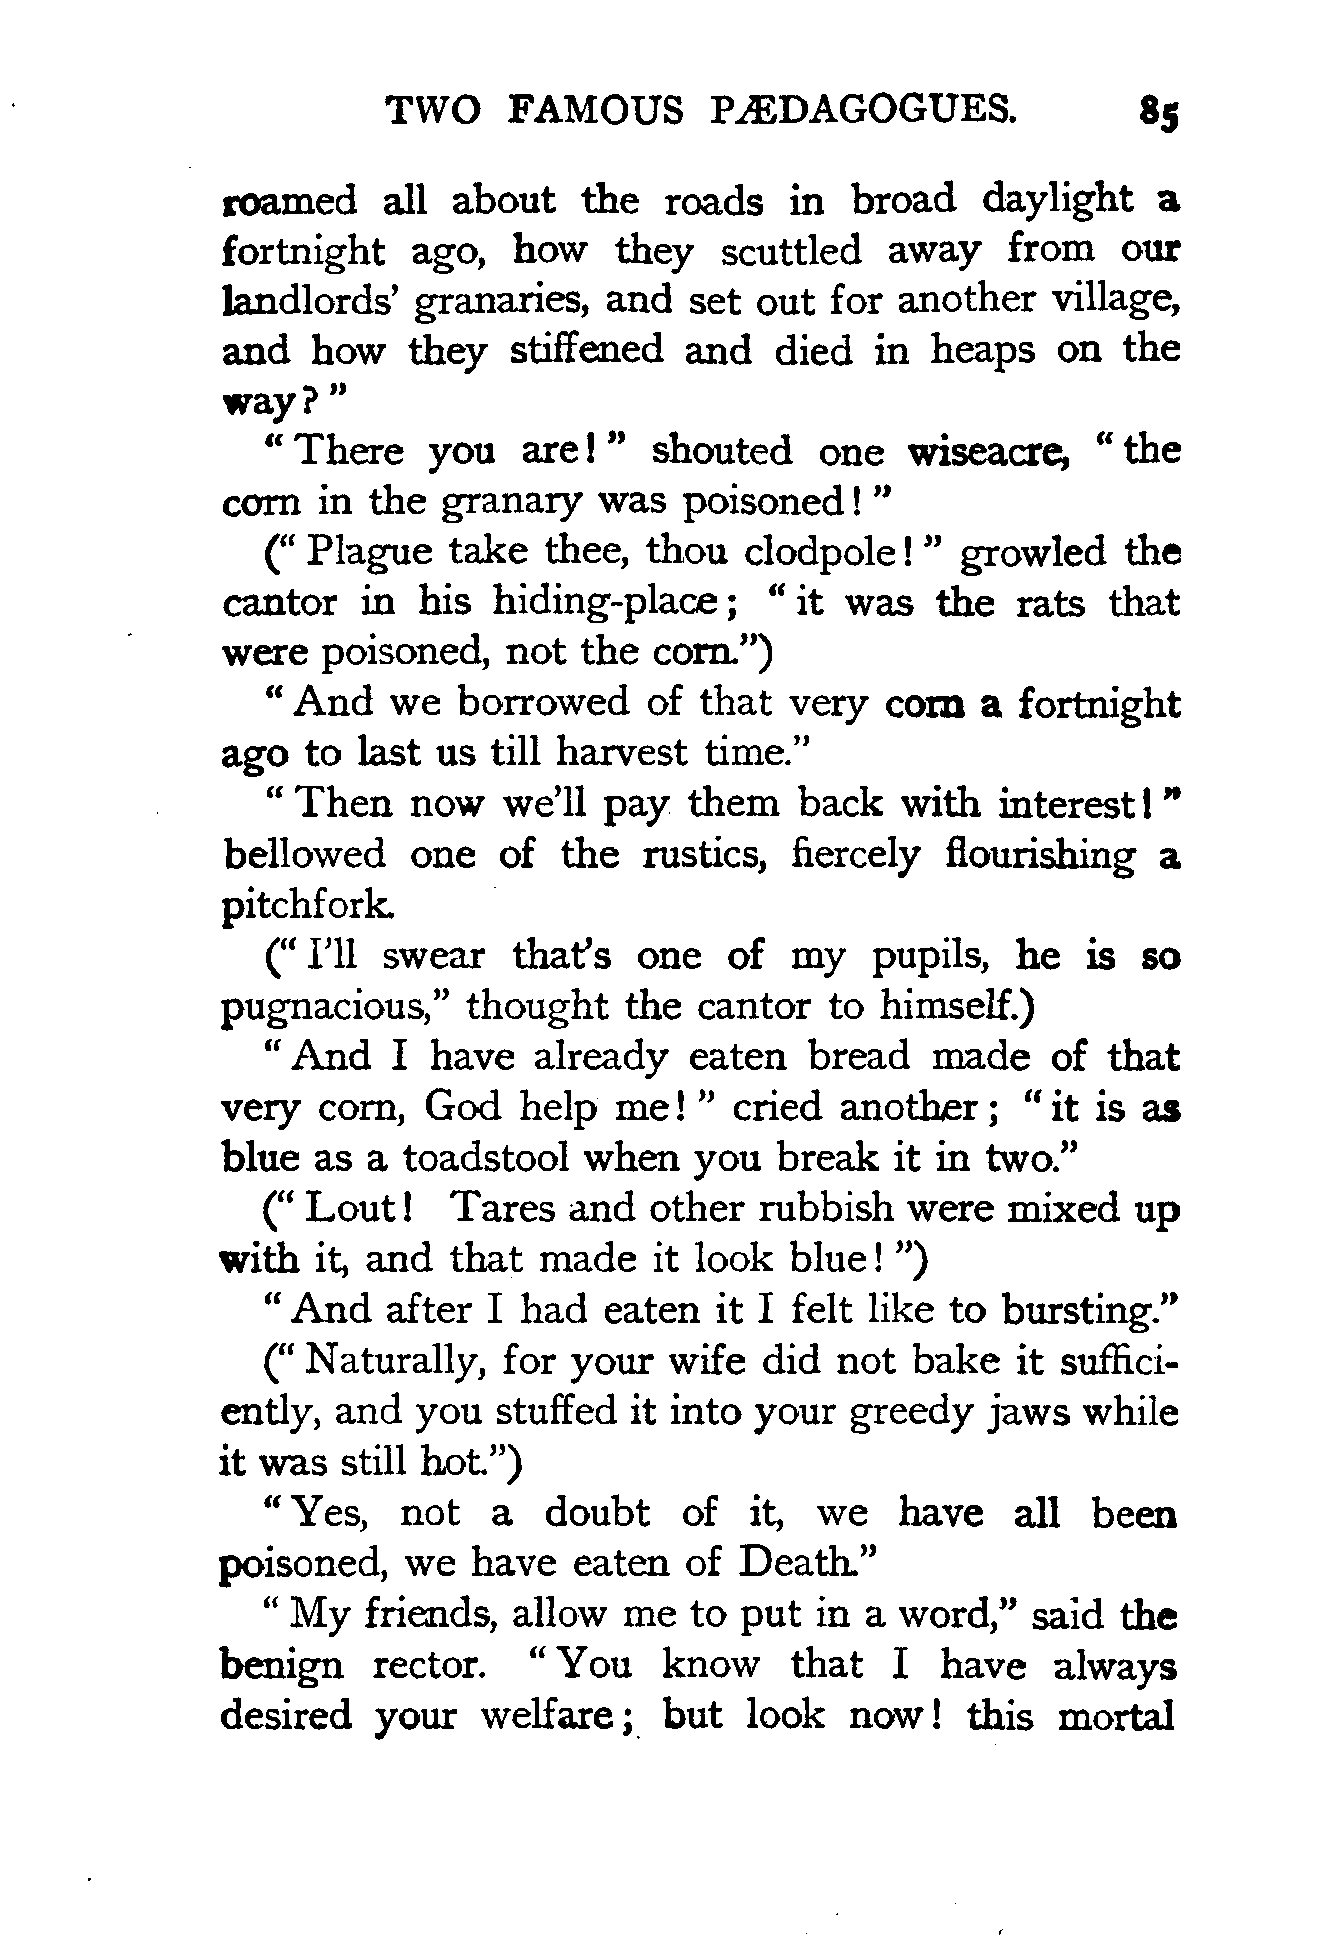 TWO FAMOUS PÆDAGOGUES. 85
roamed all about the roads in broad daylight a
fortnight ago, how they scuttled away from our
landlords' granaries, and set out for another village,
and how they stiffened and died in heaps on the
way?"
"There you are!" shouted one wiseacre, "the
corn in the granary was poisoned!"
("Plague take thee, thou clodpole!" growled the
cantor in his hiding-place; "it was the rats that
were poisoned, not the corn.")
"And we borrowed of that very corn a fortnight
ago to last us till harvest time."
"Then now we'll pay them back with interest!"
bellowed one of the rustics, fiercely flourishing a
pitchfork.
("I'll swear that's one of my pupils, he is so
pugnacious," thought the cantor to himself.)
"And I have already eaten bread made of that
very corn, God help me!" cried another; "it is as
blue as a toadstool when you break it in two."
("Lout! Tares and other rubbish were mixed up
with it, and that made it look blue!")
"And after I had eaten it I felt like to bursting."
("Naturally, for your wife did not bake it suffici-
ently, and you stuffed it into your greedy jaws while
it was still hot.")
"Yes, not a doubt of it, we have all been
poisoned, we have eaten of Death."
"My friends, allow me to put in a word," said the
benign rector. "You know that I have always
desired your welfare; but look now! this mortal